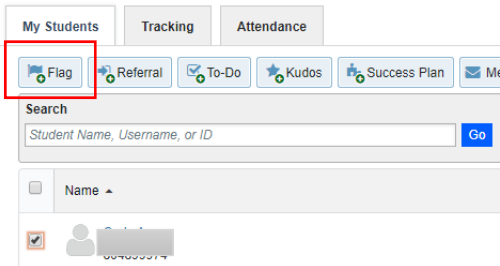 My Students Tracking Attendance
Flag Referral To-Do Kudos Success Plan Me
Search
Student Name, Username, or ID Go
Name